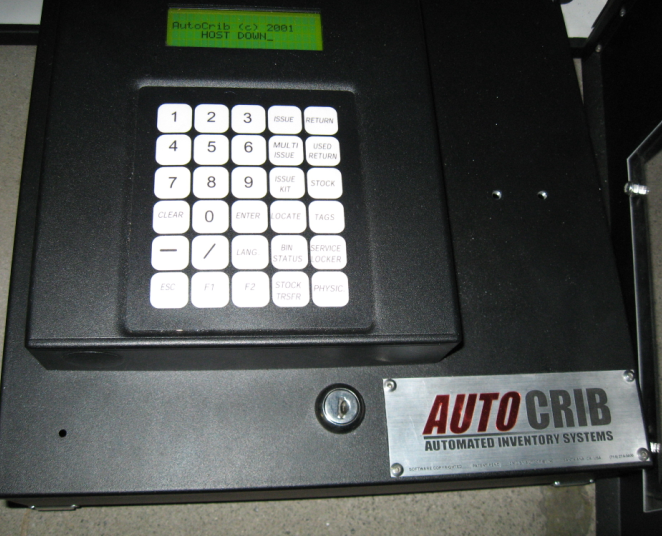 AutoCrib (c) 2001
HOST DOWN_
1 2 3 ISSUE RETURN
4 5 6 MULTI ISSUE USED RETURN
7 8 9 ISSUE KIT STOCK
CLEAR 0 ENTER LOCATE TAGS
— / LANG BIN STATUS SERVICE LOCKER
ESC F1 F2 STOCK TRSFR PHYSIC
AUTOCRIB
AUTOMATED INVENTORY SYSTEMS